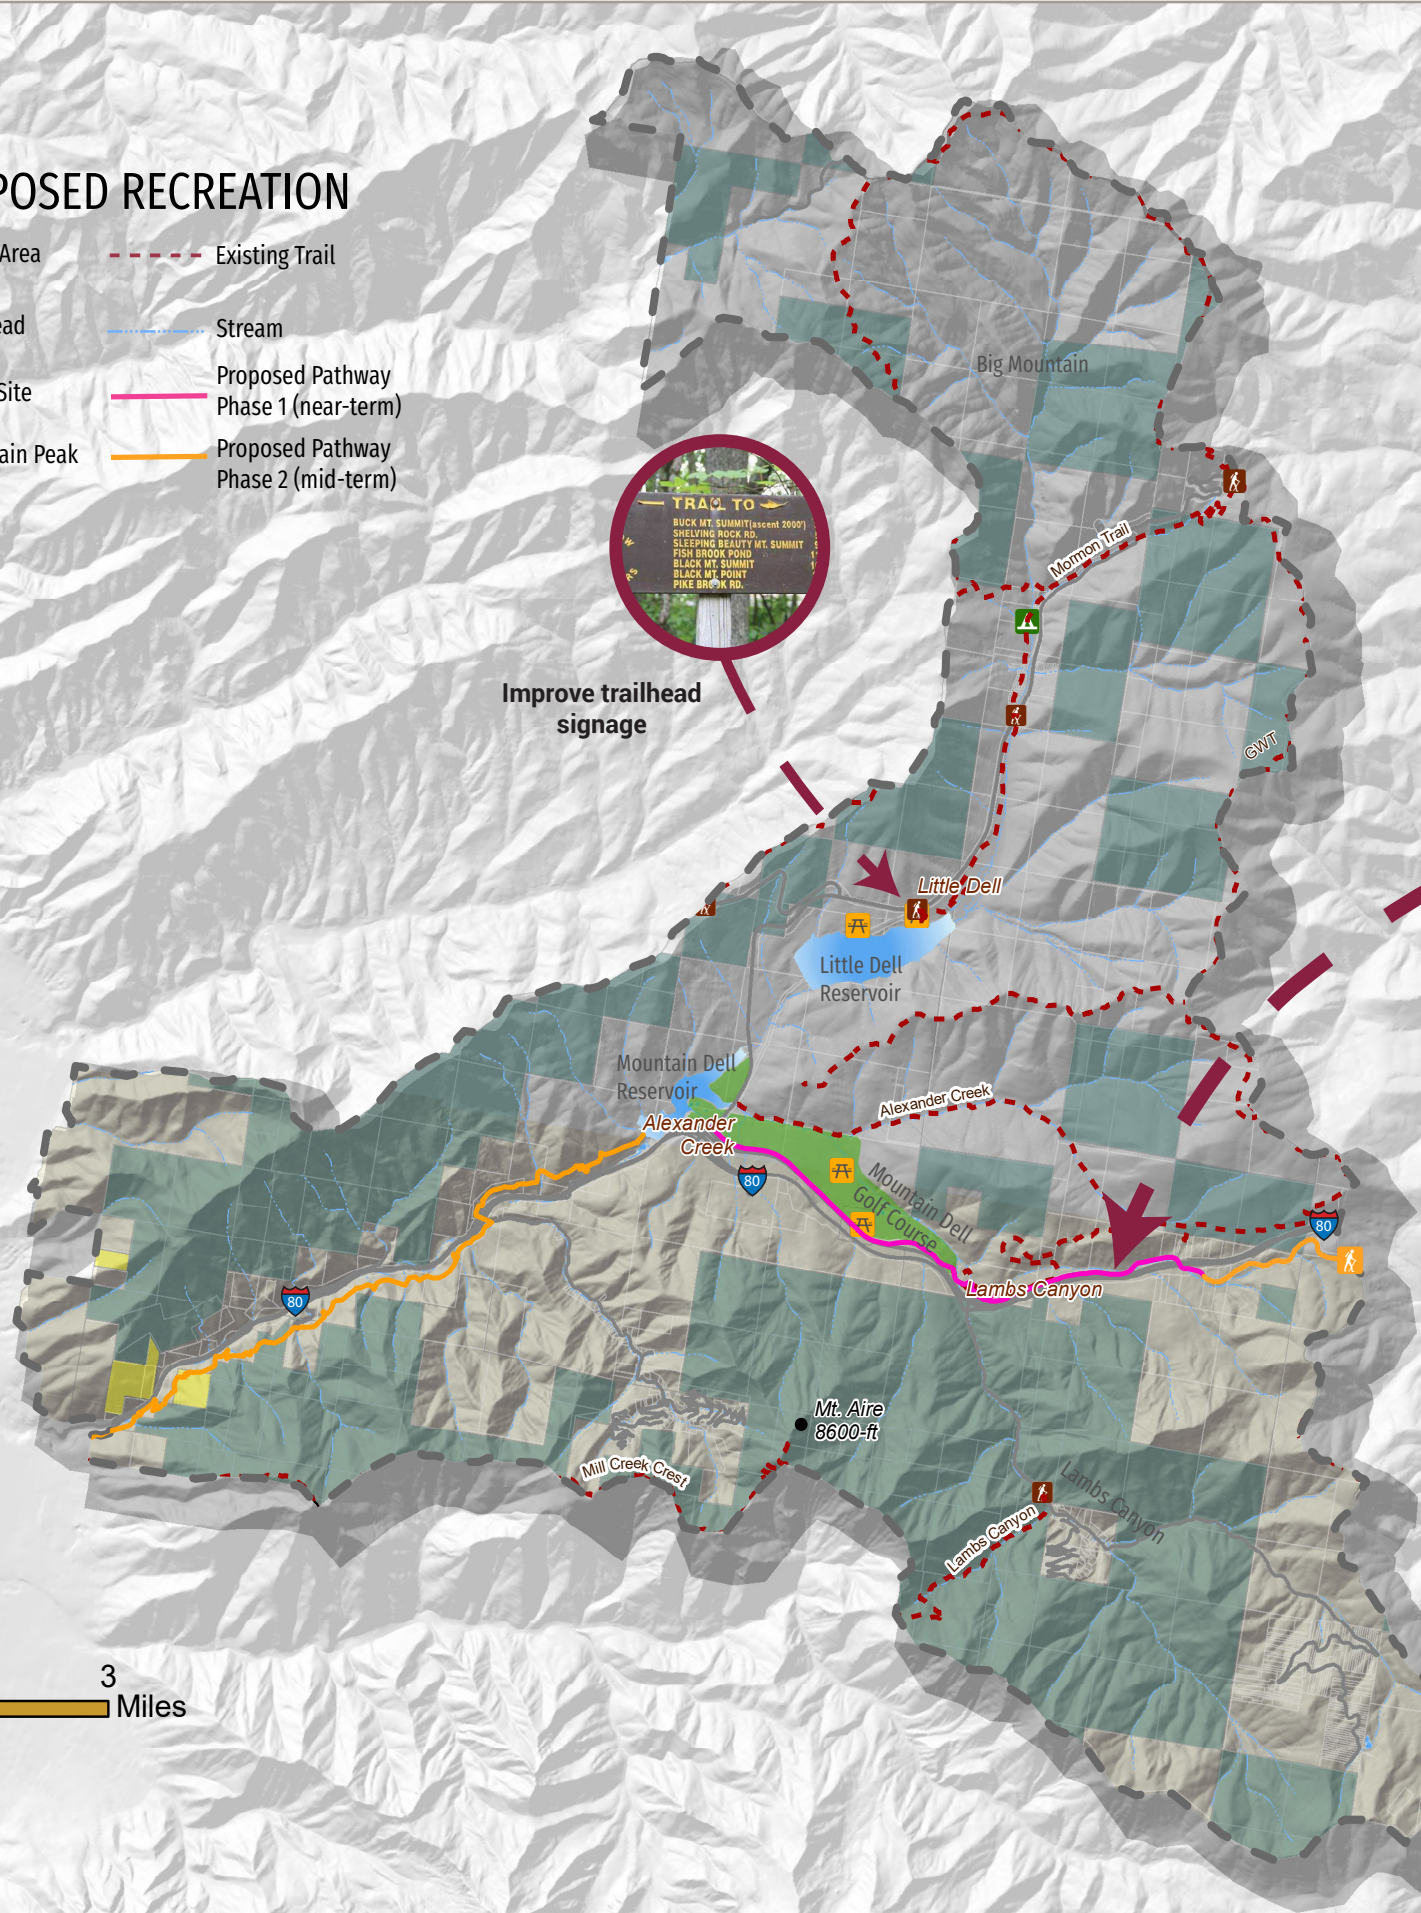 POSED RECREATION
Area
Existing Trail
ead
Stream
Site
Proposed Pathway
Phase 1 (near-term)
ain Peak
Proposed Pathway
Phase 2 (mid-term)
Big Mountain
TRAIL TO
BUCK MT. SUMMIT(ascent 2000')
SHELVING ROCK RD.
SLEEPING BEAUTY MT. SUMMIT
FISH BROOK POND
BLACK MT. SUMMIT
BLACK MT. POINT
PIKE BROOK RD.
W
RS
Mormon Trail
Improve trailhead
signage
GWT
Little Dell
Little Dell
Reservoir
Mountain Dell
Reservoir
Alexander Creek
Alexander
Creek
80
Mountain Dell
Golf Course
80
Lambs Canyon
80
Mt. Aire
8600-ft
Mill Creek Crest
Lambs Canyon
Lambs Canyon
3
Miles